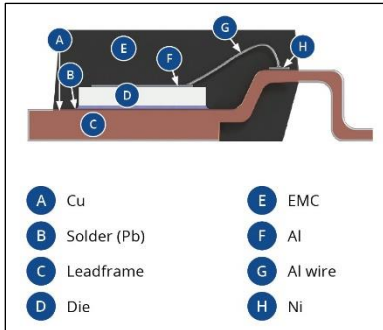 A
E
G
H
B
F
D
C
A Cu
B Solder (Pb)
C Leadframe
D Die
E EMC
F Al
G Al wire
H Ni